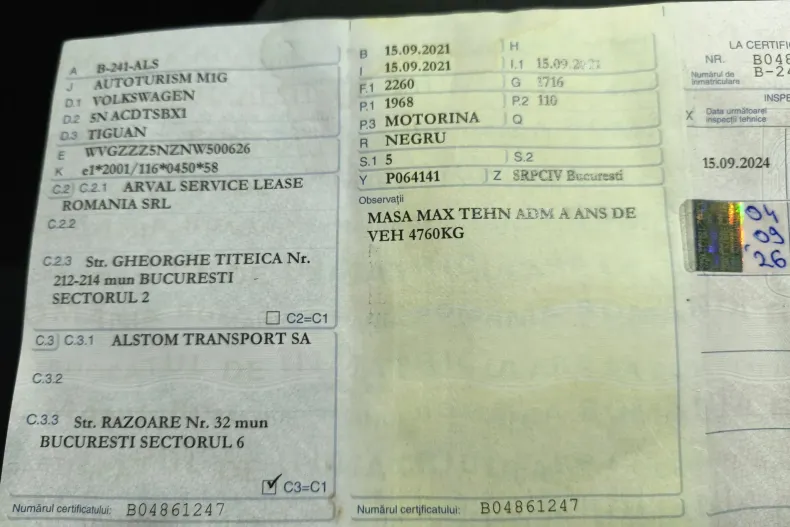 A B-241-ALS
J AUTOTURISM M1G
D.1 VOLKSWAGEN
D.2 5N ACDTSBX1
D.3 TIGUAN
E WVGZZZ5NZNW500626
K e1*2001/116*0450*58
C.2 C.2.1 ARVAL SERVICE LEASE
ROMANIA SRL
C.2.2
C.2.3 Str. GHEORGHE TITEICA Nr.
212-214 mun BUCURESTI
SECTORUL 2
C2=C1
C.3 C.3.1 ALSTOM TRANSPORT SA
C.3.2
C.3.3 Str. RAZOARE Nr. 32 mun
BUCURESTI SECTORUL 6
C3=C1
Numărul certificatului: B04861247
B 15.09.2021 H
I 15.09.2021 I.1 15.09.2021
F.1 2260 G 1716
P.1 1968 P.2 110
P.3 MOTORINA Q
R NEGRU
S.1 5 S.2
Y P064141 Z SRPCIV Bucuresti
Observații
MASA MAX TEHN ADM A ANS DE
VEH 4760KG
Numărul certificatului: B04861247
LA CERTIFI
NR. B048
Numărul de
înmatriculare B-24
INSPE
X Data următoarei
inspecții tehnice
15.09.2024
04
09
26